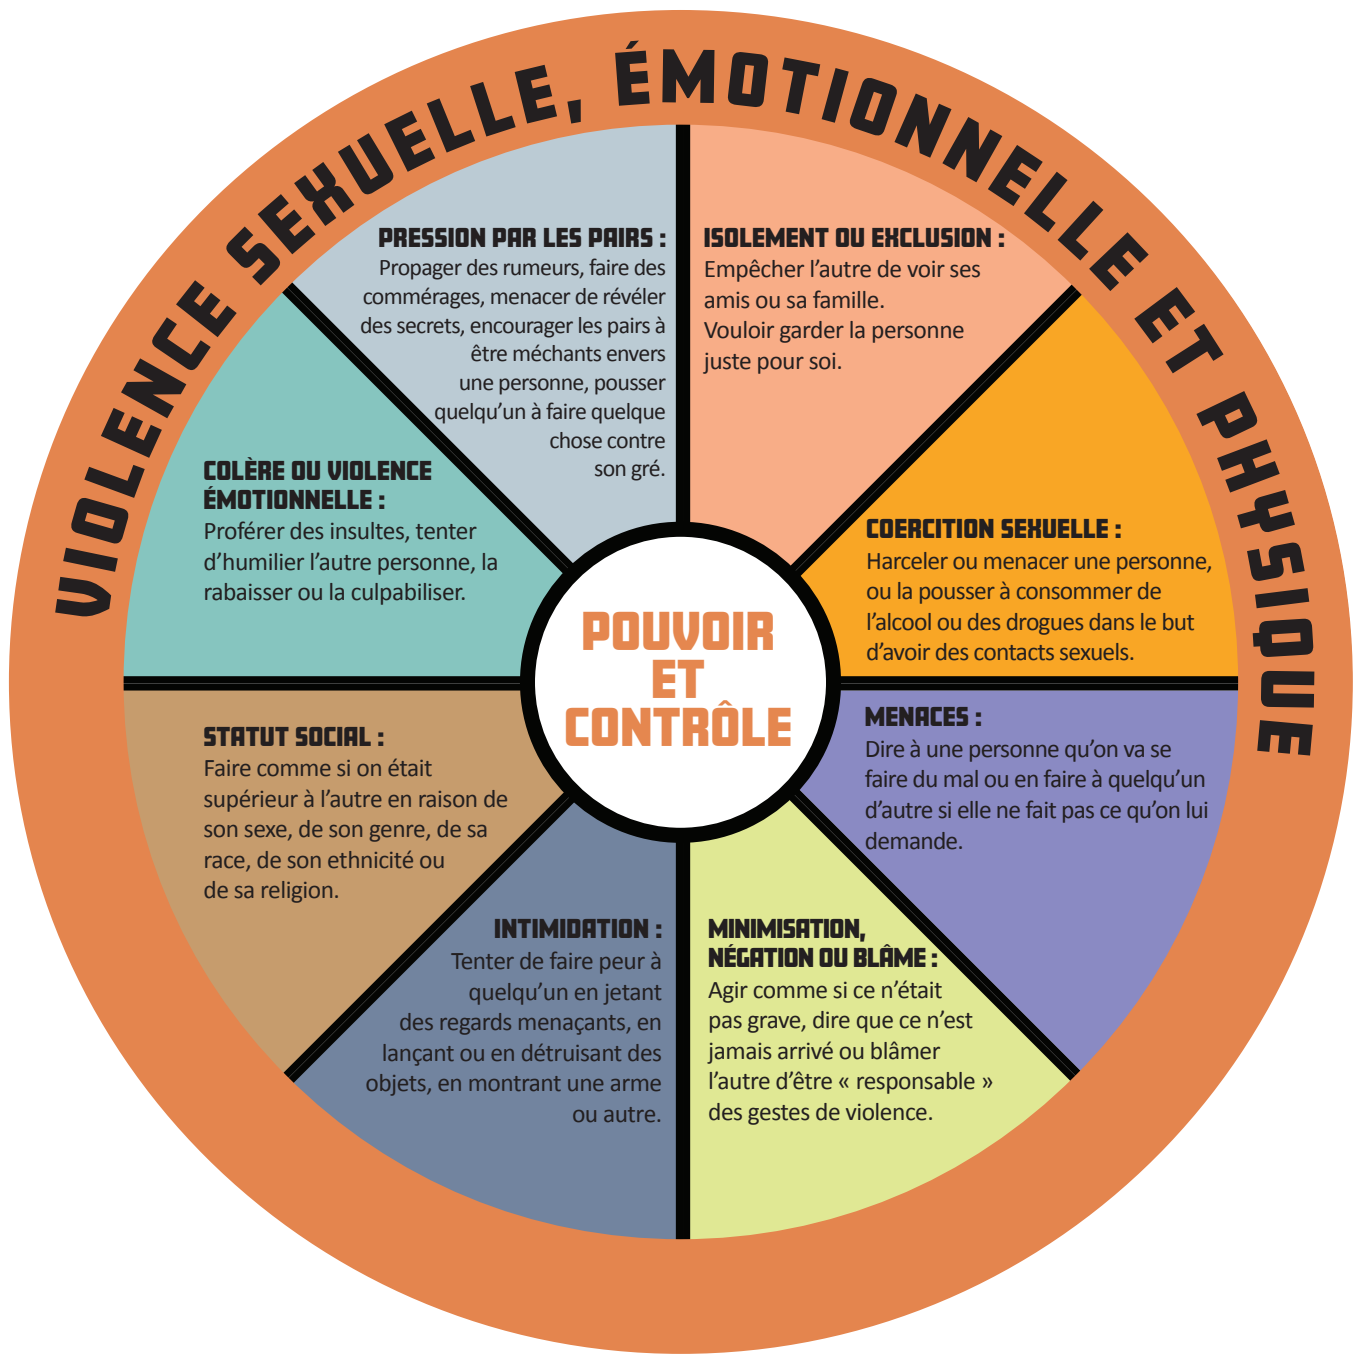 VIOLENCE SEXUELLE, ÉMOTIONNELLE ET PHYSIQUE
PRESSION PAR LES PAIRS :
Propager des rumeurs, faire des
commérages, menacer de révéler
des secrets, encourager les pairs à
être méchants envers
une personne, pousser
quelqu’un à faire quelque
chose contre
son gré.
ISOLEMENT OU EXCLUSION :
Empêcher l’autre de voir ses
amis ou sa famille.
Vouloir garder la personne
juste pour soi.
COLÈRE OU VIOLENCE
ÉMOTIONNELLE :
Proférer des insultes, tenter
d’humilier l’autre personne, la
rabaisser ou la culpabiliser.
COERCITION SEXUELLE :
Harceler ou menacer une personne,
ou la pousser à consommer de
l’alcool ou des drogues dans le but
d’avoir des contacts sexuels.
POUVOIR
ET
CONTRÔLE
STATUT SOCIAL :
Faire comme si on était
supérieur à l’autre en raison de
son sexe, de son genre, de sa
race, de son ethnicité ou
de sa religion.
MENACES :
Dire à une personne qu’on va se
faire du mal ou en faire à quelqu’un
d’autre si elle ne fait pas ce qu’on lui
demande.
INTIMIDATION :
Tenter de faire peur à
quelqu’un en jetant
des regards menaçants, en
lançant ou en détruisant des
objets, en montrant une arme
ou autre.
MINIMISATION,
NÉGATION OU BLÂME :
Agir comme si ce n’était
pas grave, dire que ce n’est
jamais arrivé ou blâmer
l’autre d’être « responsable »
des gestes de violence.